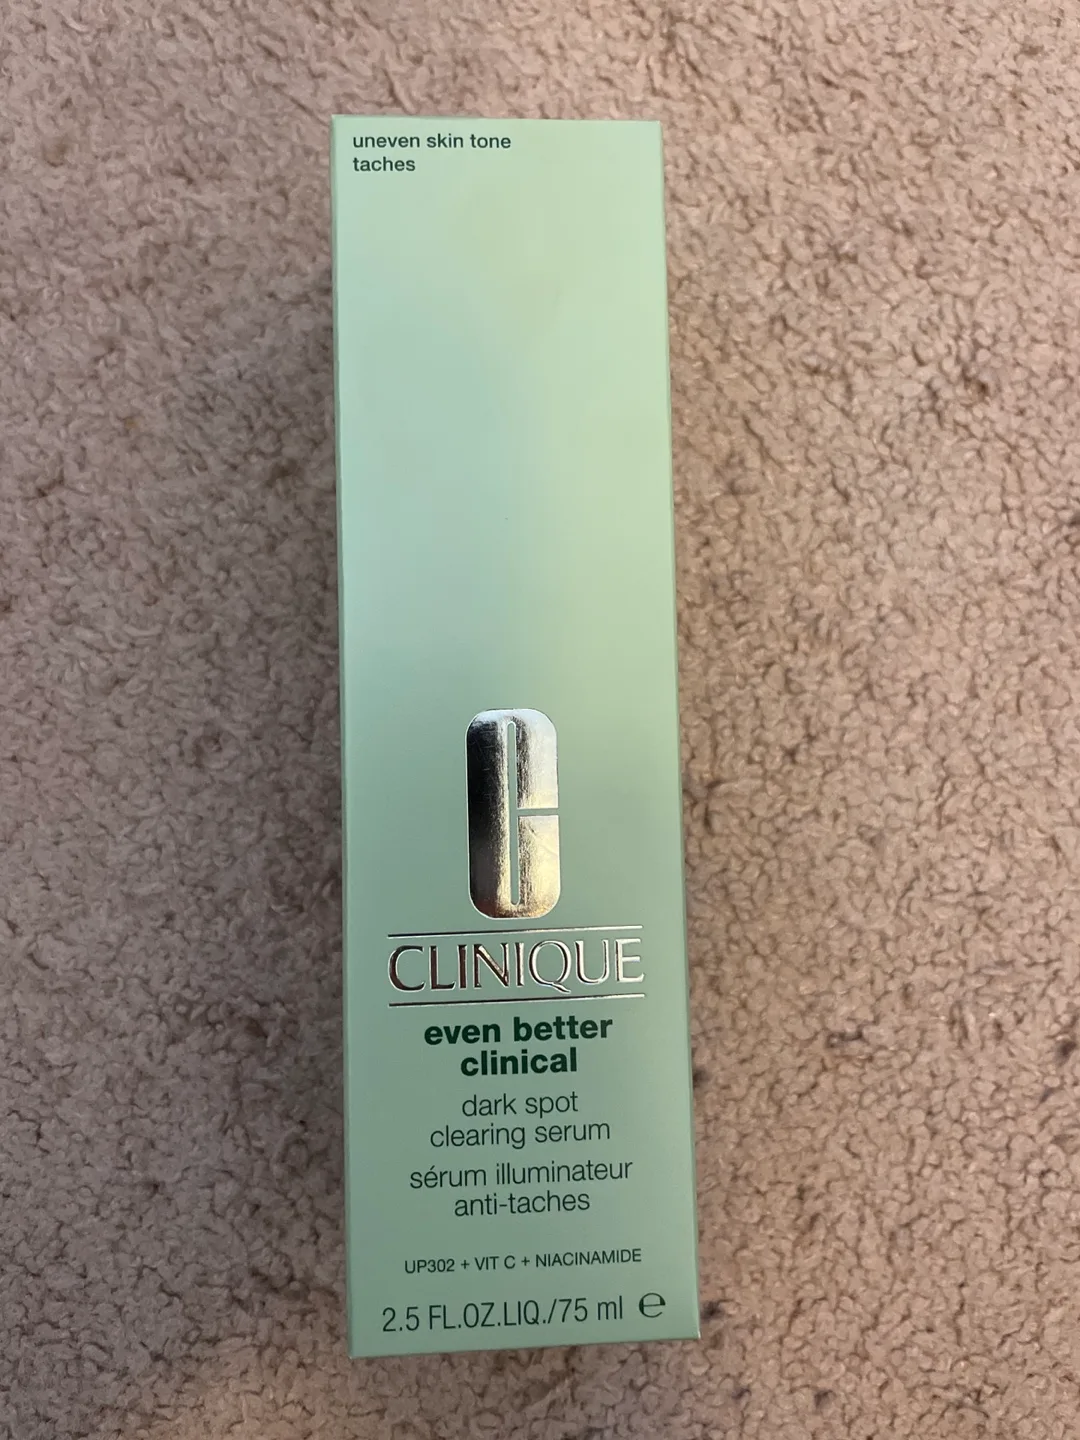 uneven skin tone
taches
CLINIQUE
even better
clinical
dark spot
clearing serum
sérum illuminateur
anti-taches
UP302 + VIT C + NIACINAMIDE
2.5 FL.OZ.LIQ./75 ml ℮